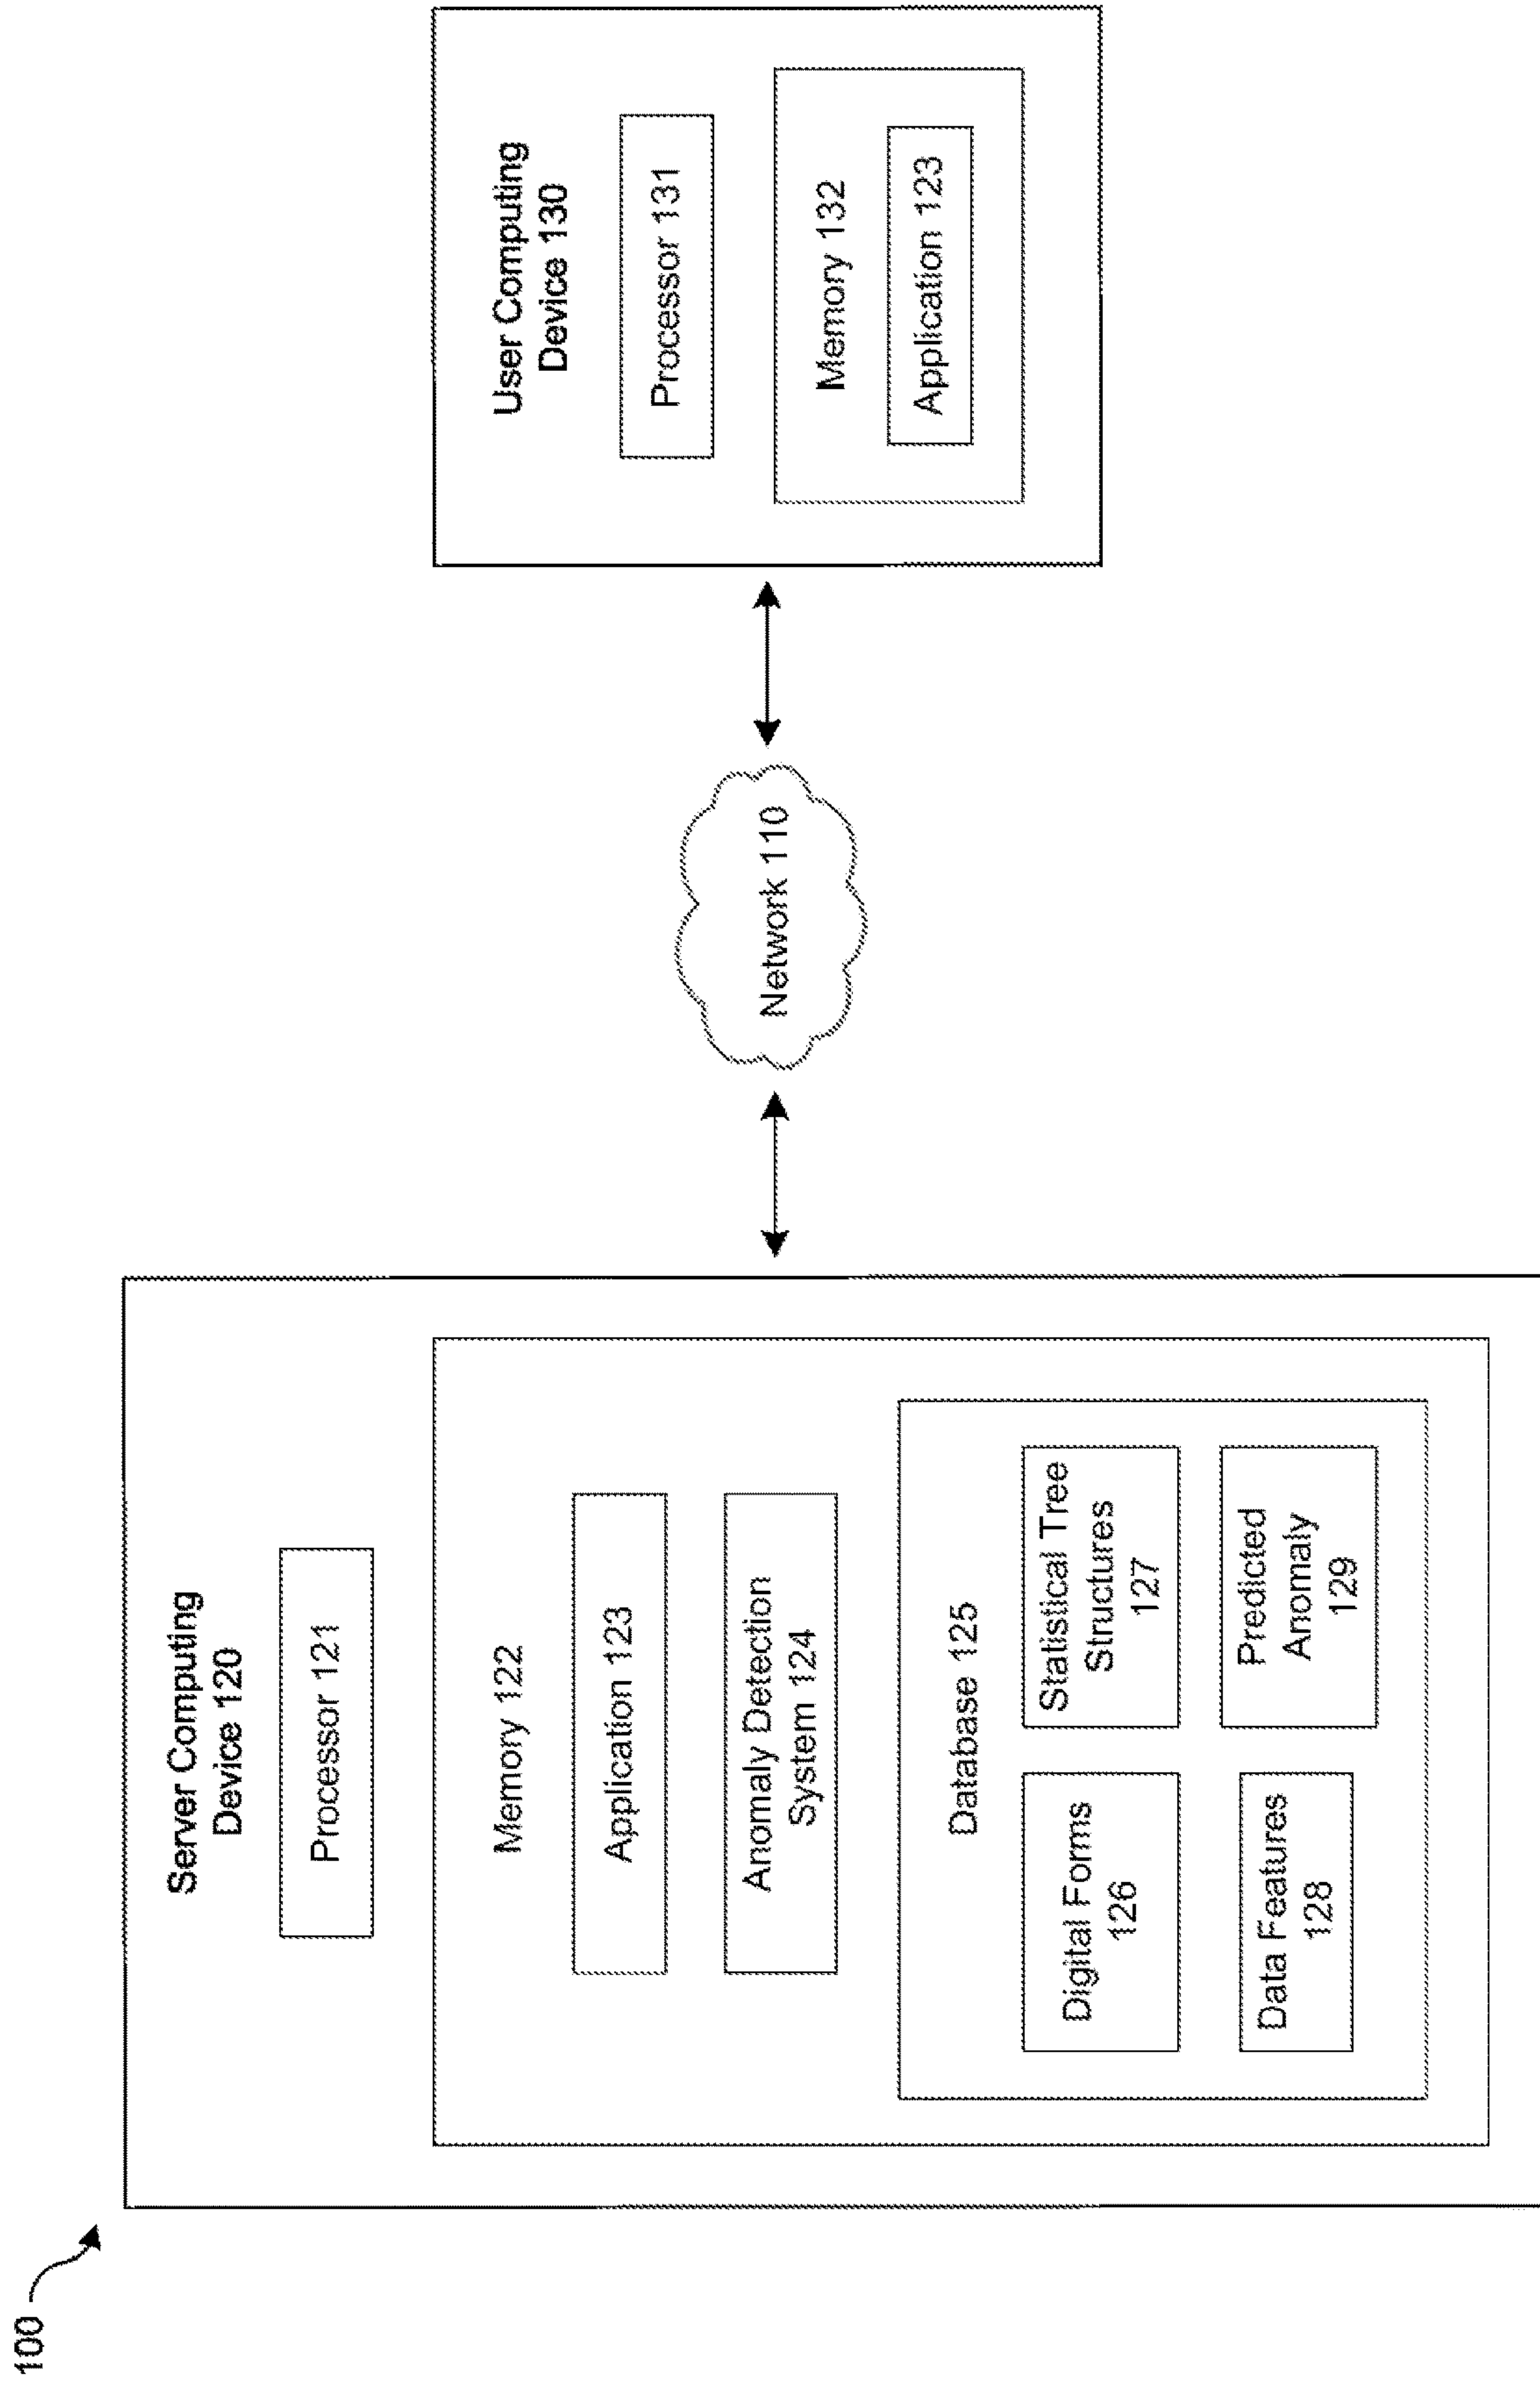 100
Server Computing
Device 120
Processor 121
Memory 122
Application 123
Anomaly Detection
System 124
Database 125
Digital Forms
126
Statistical Tree
Structures
127
Data Features
128
Predicted
Anomaly
129
Network 110
User Computing
Device 130
Processor 131
Memory 132
Application 123